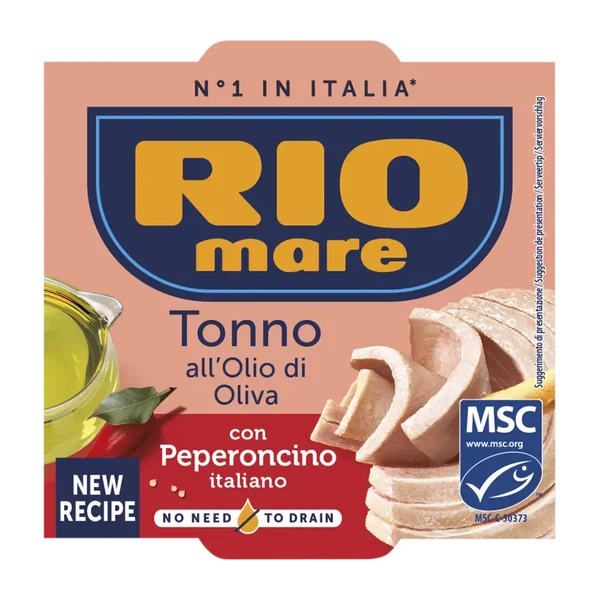 N°1 IN ITALIA*
RIO
mare
Tonno
all'Olio di
Oliva
con
Peperoncino
italiano
NEW
RECIPE
NO NEED TO DRAIN
MSC
www.msc.org
™
MSC-C-50373
Suggerimento di presentazione / Suggestion de présentation / Serveertip / Serviervorschlag